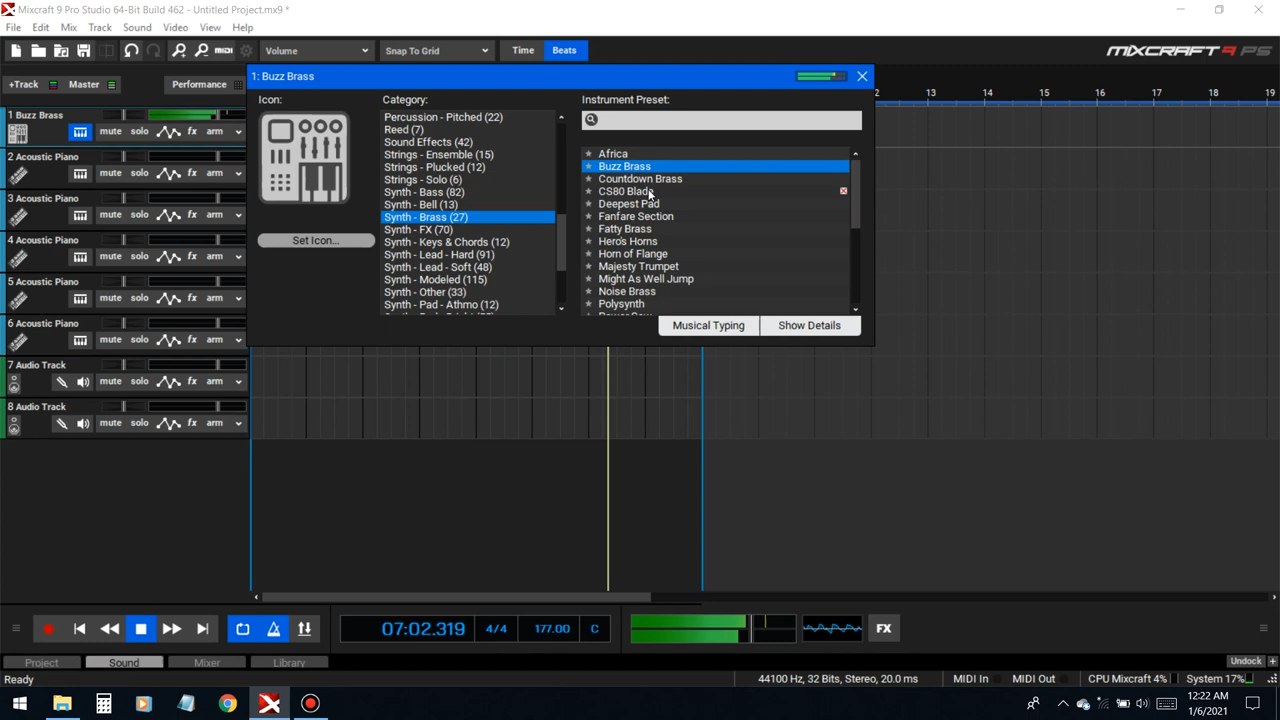 Mixcraft 9 Pro Studio 64-Bit Build 462 - Untitled Project.mx9 *
File Edit Mix Track Sound Video View Help
MIDI Volume Snap To Grid Time Beats MIXCRAFT 9 PS
+Track Master Performance
1: Buzz Brass
2 13 14 15 16 17 18 19
Icon:
Set Icon...
Category:
Percussion - Pitched (22)
Reed (7)
Sound Effects (42)
Strings - Ensemble (15)
Strings - Plucked (12)
Strings - Solo (6)
Synth - Bass (82)
Synth - Bell (13)
Synth - Brass (27)
Synth - FX (70)
Synth - Keys & Chords (12)
Synth - Lead - Hard (91)
Synth - Lead - Soft (48)
Synth - Modeled (115)
Synth - Other (33)
Synth - Pad - Athmo (12)
Instrument Preset:
Africa
Buzz Brass
Countdown Brass
CS80 Blade
Deepest Pad
Fanfare Section
Fatty Brass
Hero's Horns
Horn of Flange
Majesty Trumpet
Might As Well Jump
Noise Brass
Polysynth
Musical Typing Show Details
1 Buzz Brass
mute solo fx arm
2 Acoustic Piano
mute solo fx arm
3 Acoustic Piano
mute solo fx arm
4 Acoustic Piano
mute solo fx arm
5 Acoustic Piano
mute solo fx arm
6 Acoustic Piano
mute solo fx arm
7 Audio Track
mute solo fx arm
8 Audio Track
mute solo fx arm
07:02.319 4/4 177.00 C FX
Project Sound Mixer Library Undock +
Ready 44100 Hz, 32 Bits, Stereo, 20.0 ms MIDI In MIDI Out CPU Mixcraft 4% System 17%
12:22 AM
1/6/2021